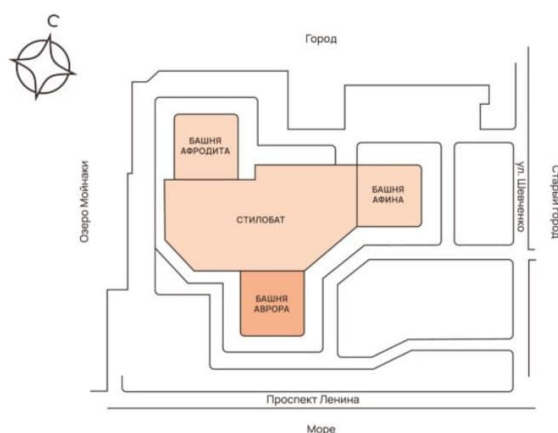 С
Город
БАШНЯ
АФРОДИТА
Озеро Мойнаки
СТИЛОБАТ
БАШНЯ
АФИНА
ул. Шевченко
Старый город
БАШНЯ
АВРОРА
Проспект Ленина
Море